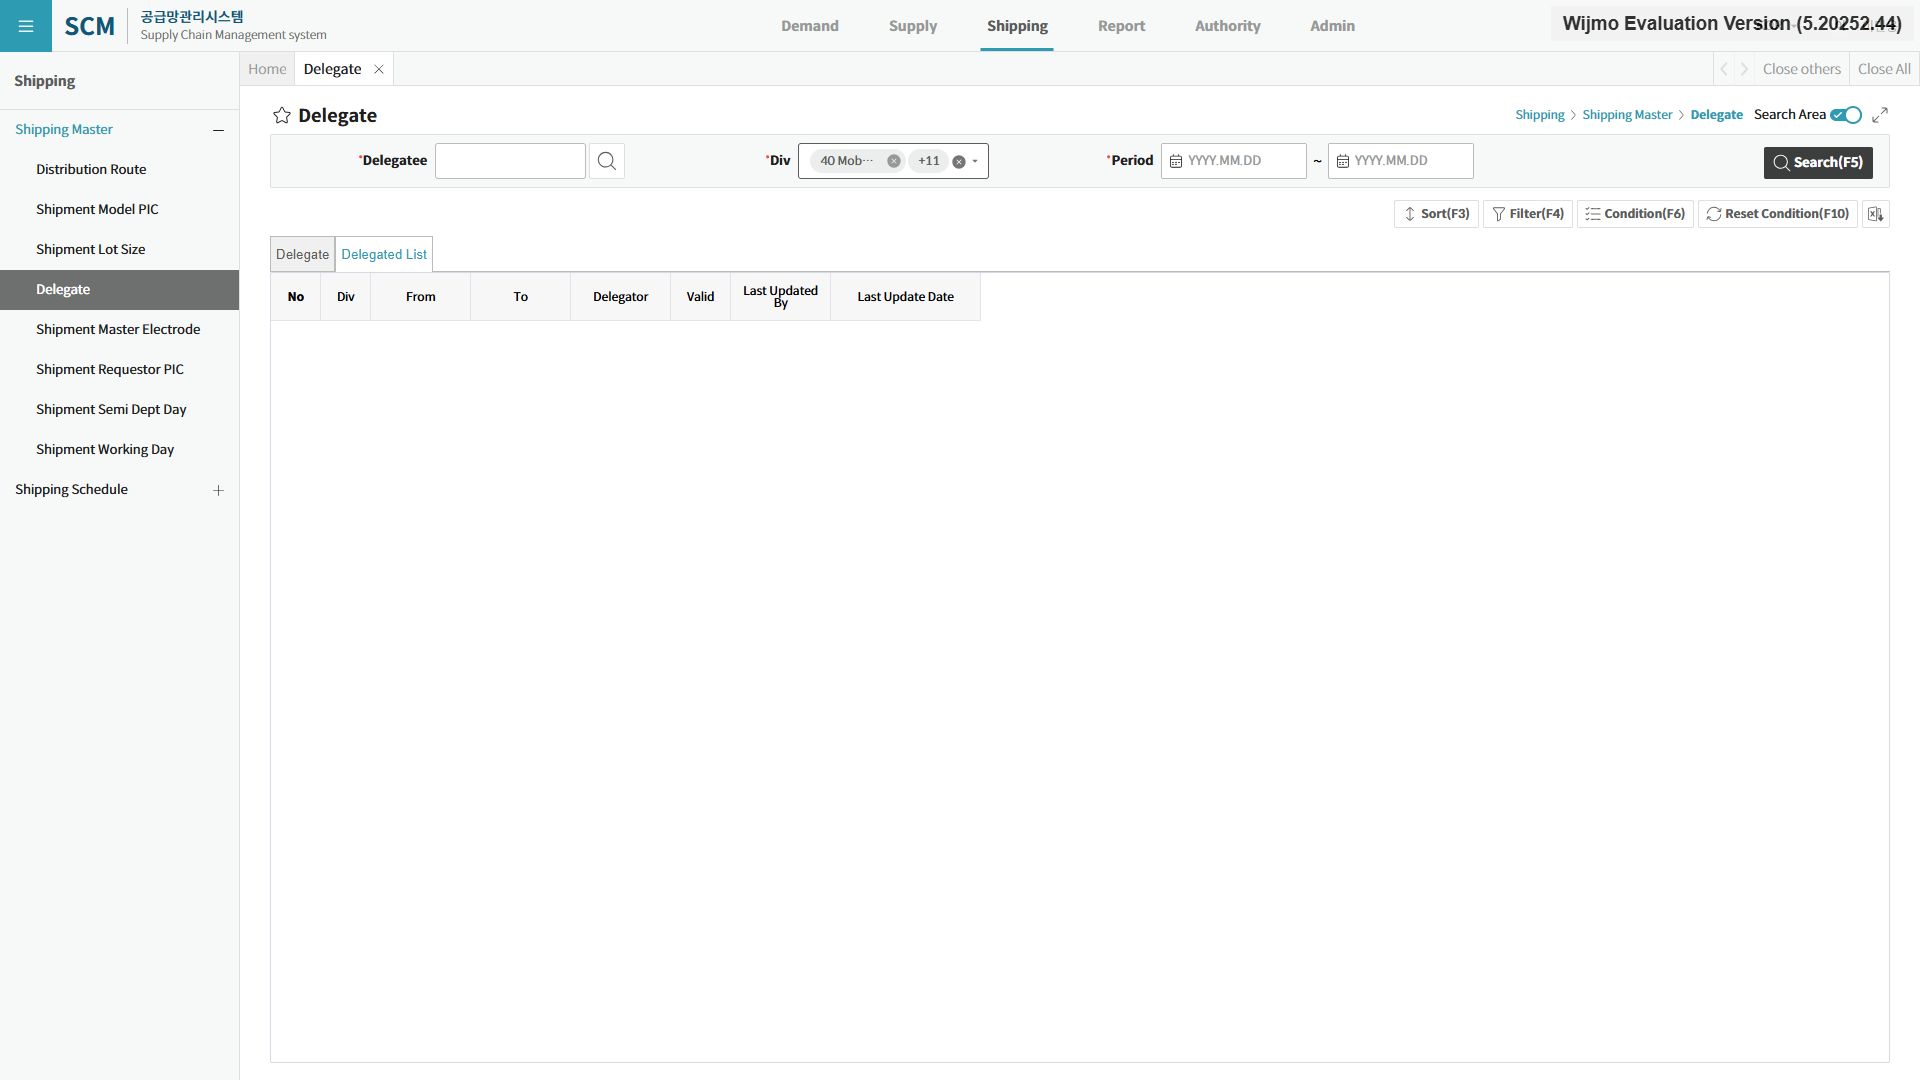 SCM
공급망관리시스템
Supply Chain Management system
Demand
Supply
Shipping
Report
Authority
Admin
Wijmo Evaluation Version (5.20252.44)
Shipping
Home
Delegate
Close others
Close All
Shipping Master
Distribution Route
Shipment Model PIC
Shipment Lot Size
Delegate
Shipment Master Electrode
Shipment Requestor PIC
Shipment Semi Dept Day
Shipment Working Day
Shipping Schedule
Delegate
Shipping > Shipping Master > Delegate
Search Area
*Delegatee
*Div
40 Mob···
+11
*Period
YYYY.MM.DD
~
YYYY.MM.DD
Search(F5)
Sort(F3)
Filter(F4)
Condition(F6)
Reset Condition(F10)
Delegate
Delegated List
No
Div
From
To
Delegator
Valid
Last Updated
By
Last Update Date